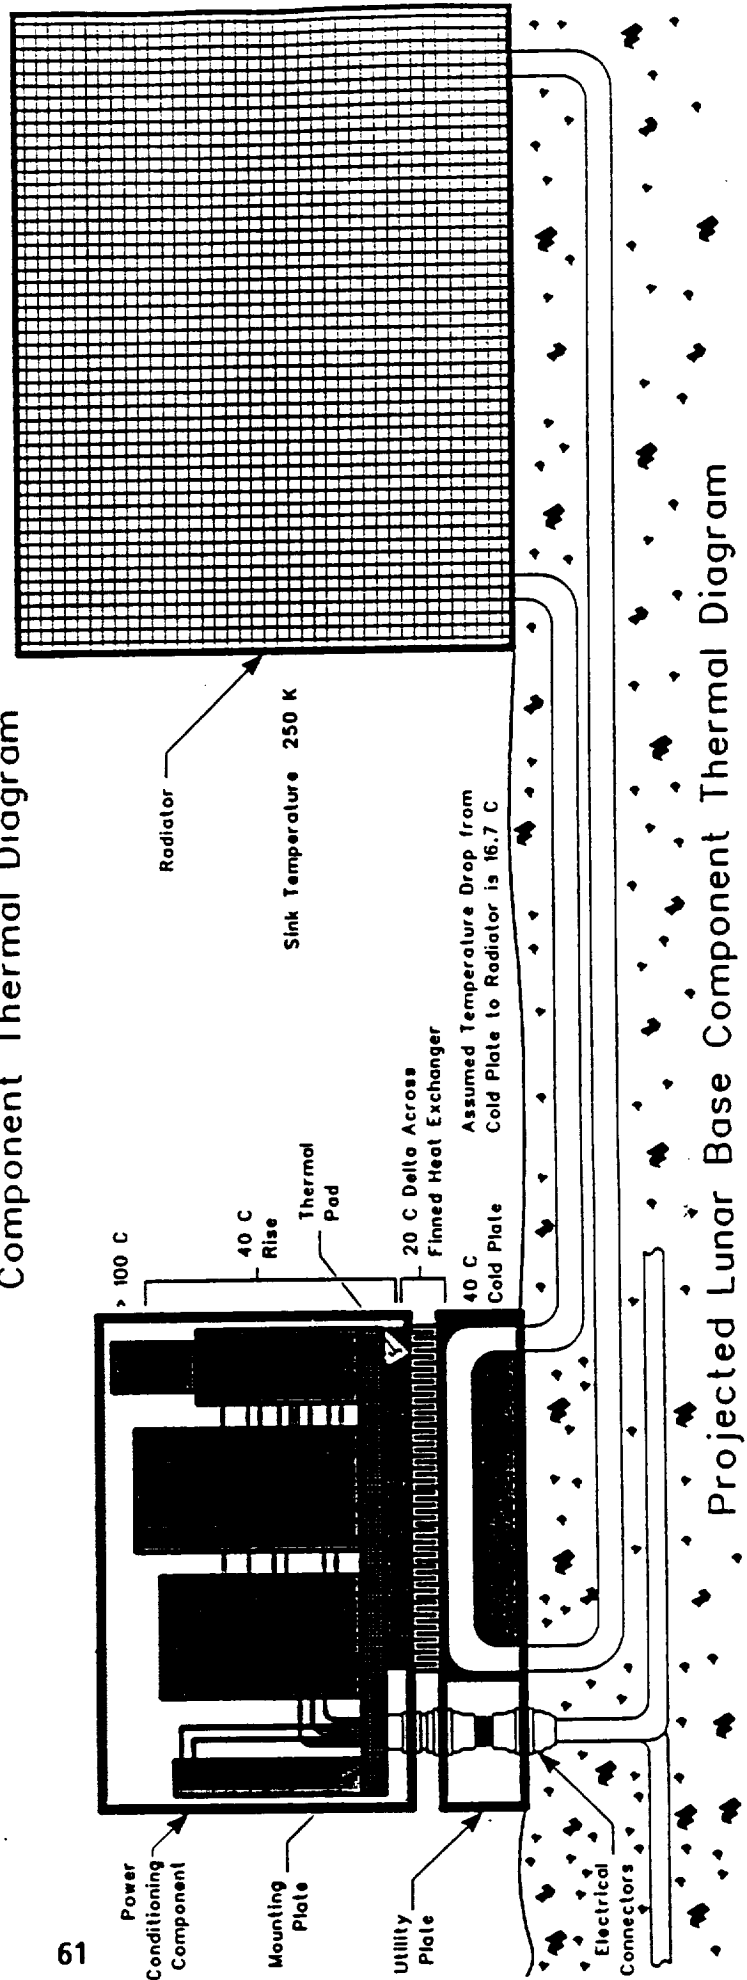 Component Thermal Diagram
Radiator
Sink Temperature 250 K
> 100 C
40 C
Rise
Thermal
Pad
20 C Delta Across
Finned Heat Exchanger
40 C
Cold Plate
Assumed Temperature Drop from
Cold Plate to Radiator is 16.7 C
Power
Conditioning
Component
Mounting
Plate
Utility
Plate
Electrical
Connectors
Projected Lunar Base Component Thermal Diagram
61